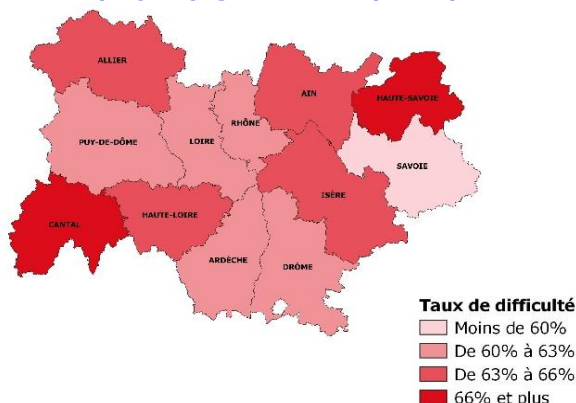 ALLIER
AIN
HAUTE-SAVOIE
RHÔNE
PUY-DE-DÔME
LOIRE
SAVOIE
ISÈRE
HAUTE-LOIRE
CANTAL
ARDÈCHE
DRÔME
Taux de difficulté
Moins de 60%
De 60% à 63%
De 63% à 66%
66% et plus